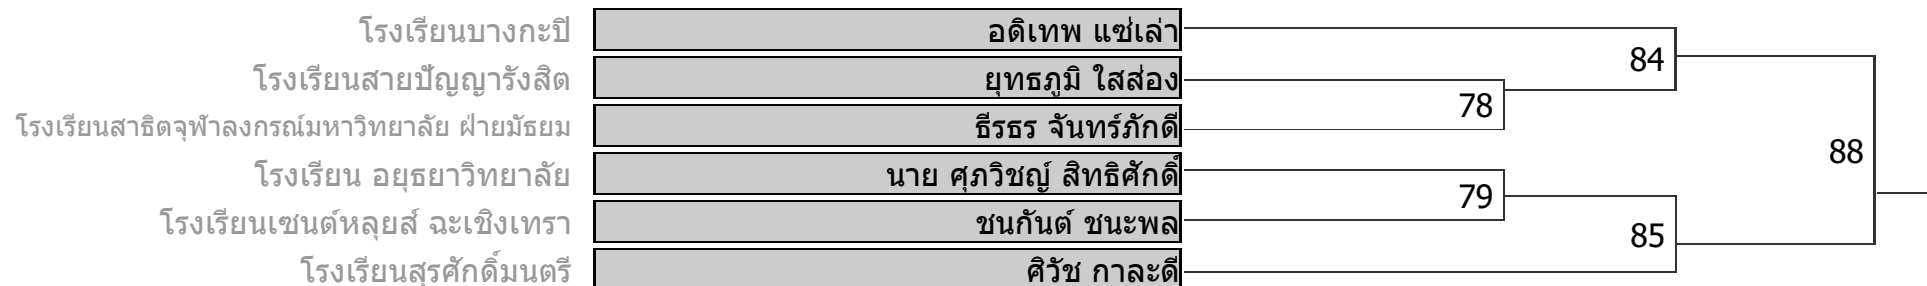 โรงเรียนบางกะปิ อดิเทพ แซ่เล่า
84
โรงเรียนสายปัญญารังสิต ยุทธภูมิ ใสส่อง
78
โรงเรียนสาธิตจุฬาลงกรณ์มหาวิทยาลัย ฝ่ายมัธยม ธีรธร จันทร์ภักดี
88
โรงเรียน อยุธยาวิทยาลัย นาย ศุภวิชญ์ สิทธิศักดิ์
79
โรงเรียนเซนต์หลุยส์ ฉะเชิงเทรา ชนกันต์ ชนะพล
85
โรงเรียนสุรศักดิ์มนตรี ศิวัช กาละดี